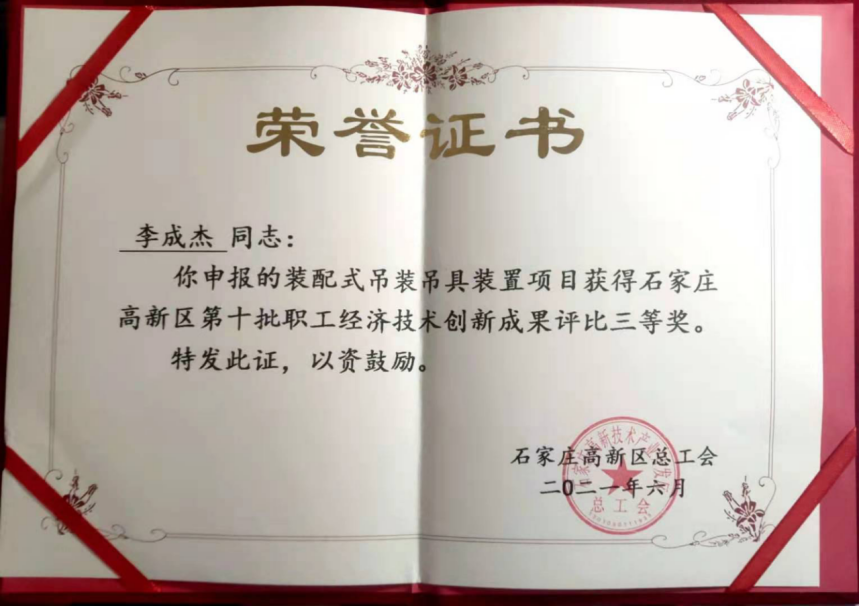 荣誉证书
李成杰 同志：
你申报的装配式吊装吊具装置项目获得石家庄
高新区第十批职工经济技术创新成果评比三等奖。
特发此证，以资鼓励。
石家庄高新区总工会
二〇二一年六月
总工会